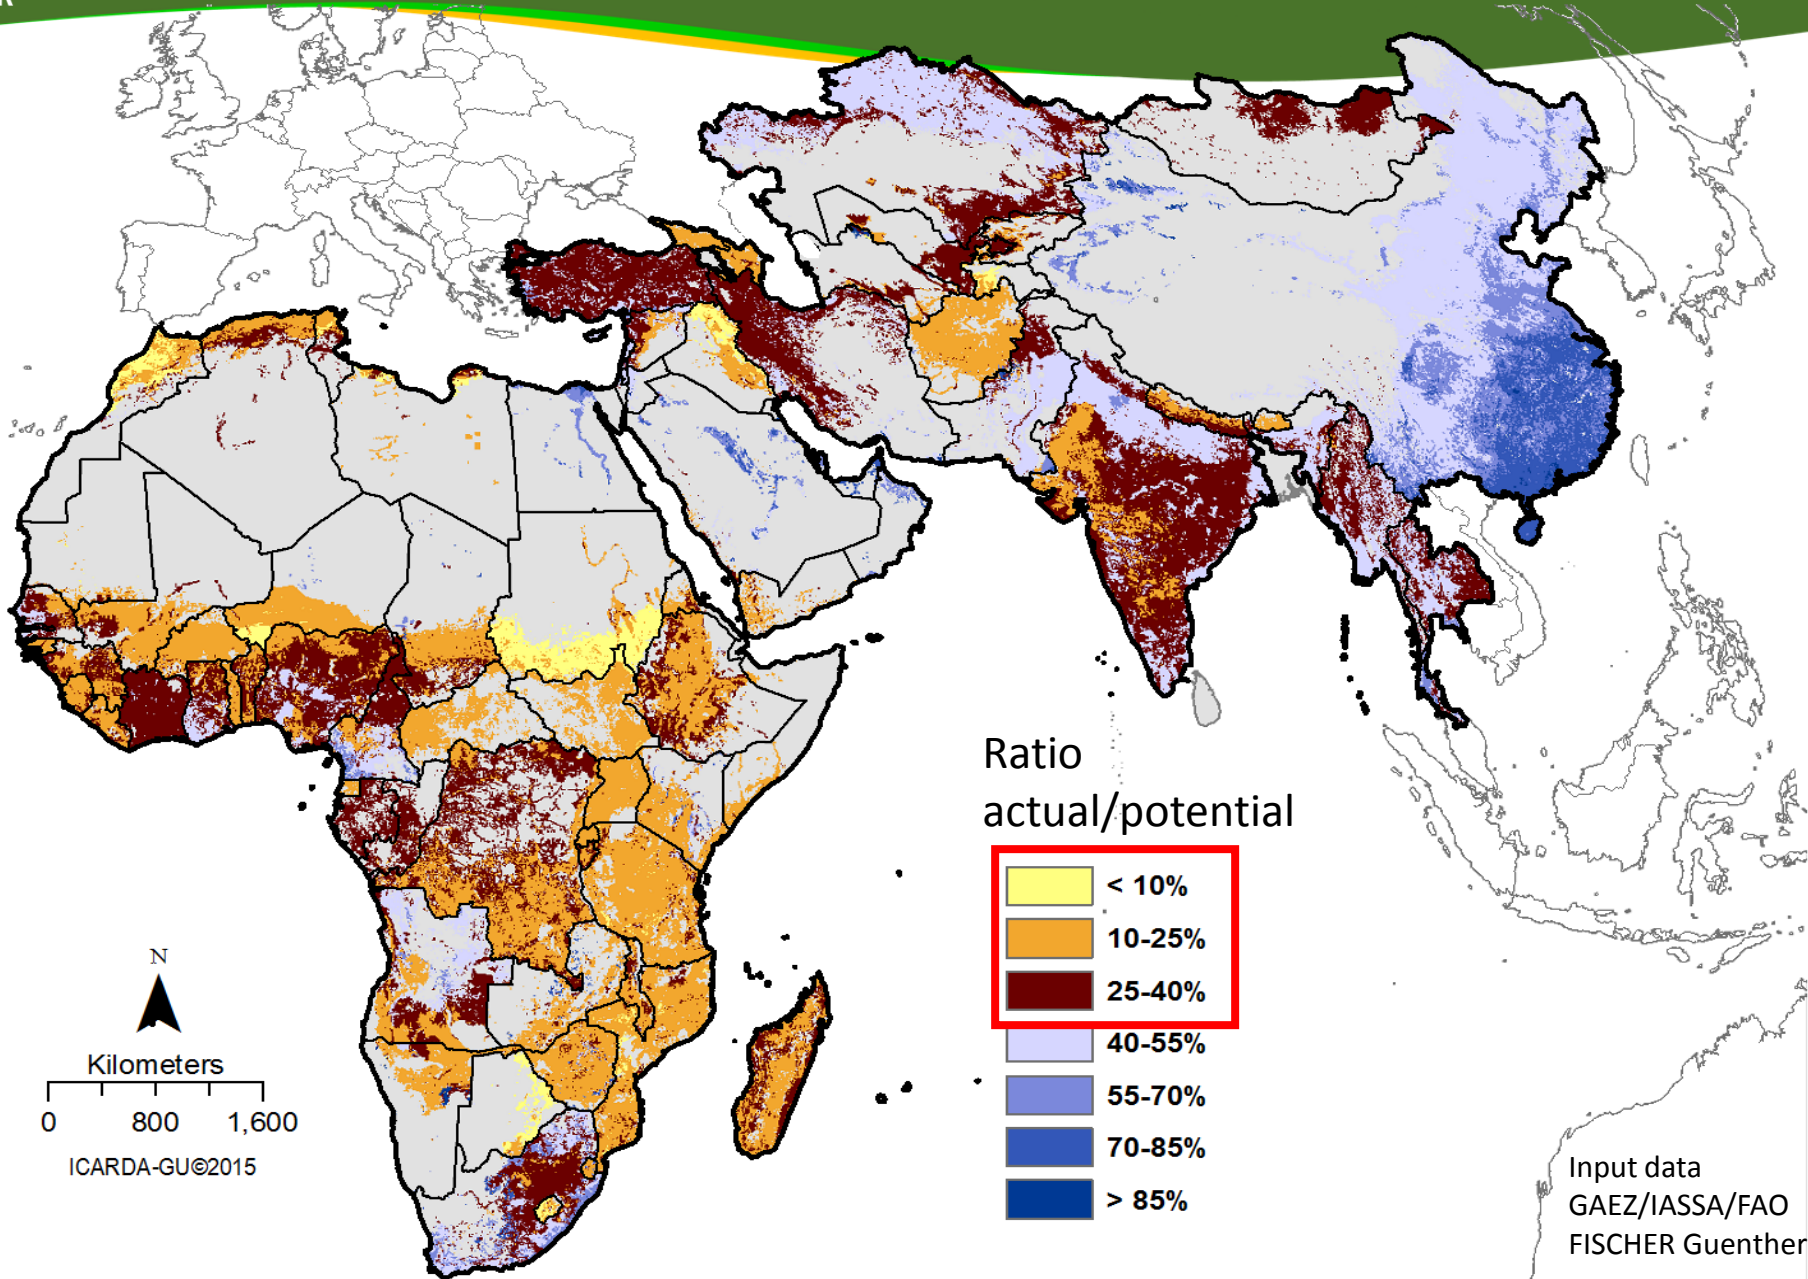 N
Kilometers
0 800 1,600
ICARDA-GU©2015
Ratio
actual/potential
< 10%
10-25%
25-40%
40-55%
55-70%
70-85%
> 85%
Input data
GAEZ/IASSA/FAO
FISCHER Guenther